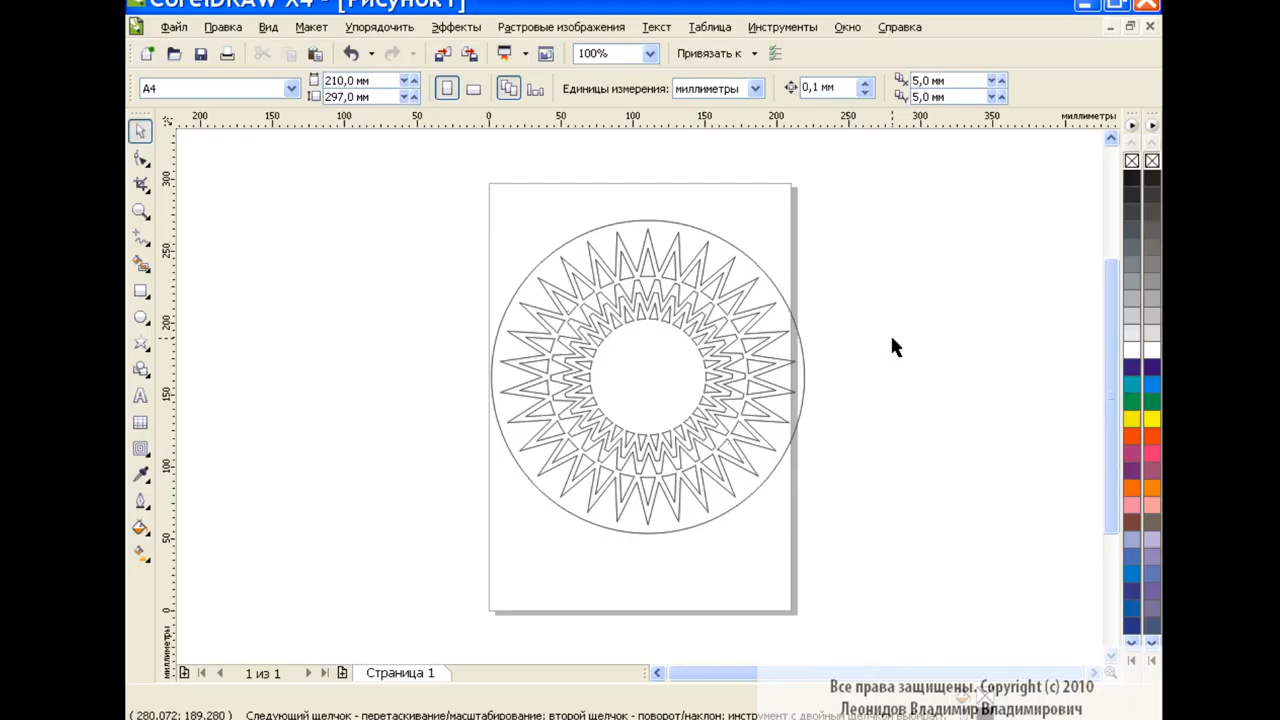 CorelDRAW X4 - [Рисунок1]
Файл Правка Вид Макет Упорядочить Эффекты Растровые изображения Текст Таблица Инструменты Окно Справка
100% Привязать к
A4 210,0 мм 297,0 мм Единицы измерения: миллиметры 0,1 мм 5,0 мм 5,0 мм
200 150 100 50 0 50 100 150 200 250 300 350 миллиметры
300
250
200
150
100
50
0
миллиметры
1 из 1 Страница 1
Все права защищены. Copyright (c) 2010
Леонидов Владимир Владимирович
( 280,072; 189,280 ) Следующий щелчок - перетаскивание/масштабирование; второй щелчок - поворот/наклон; инструмент с двойным щелчком